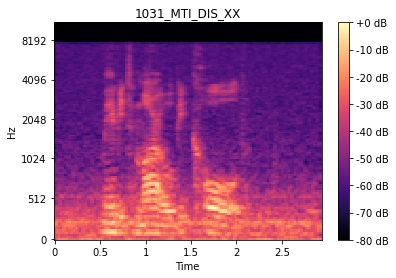 1031_MTI_DIS_XX
Hz
8192
4096
2048
1024
512
0
0
0.5
1
1.5
2
2.5
Time
+0 dB
-10 dB
-20 dB
-30 dB
-40 dB
-50 dB
-60 dB
-70 dB
-80 dB